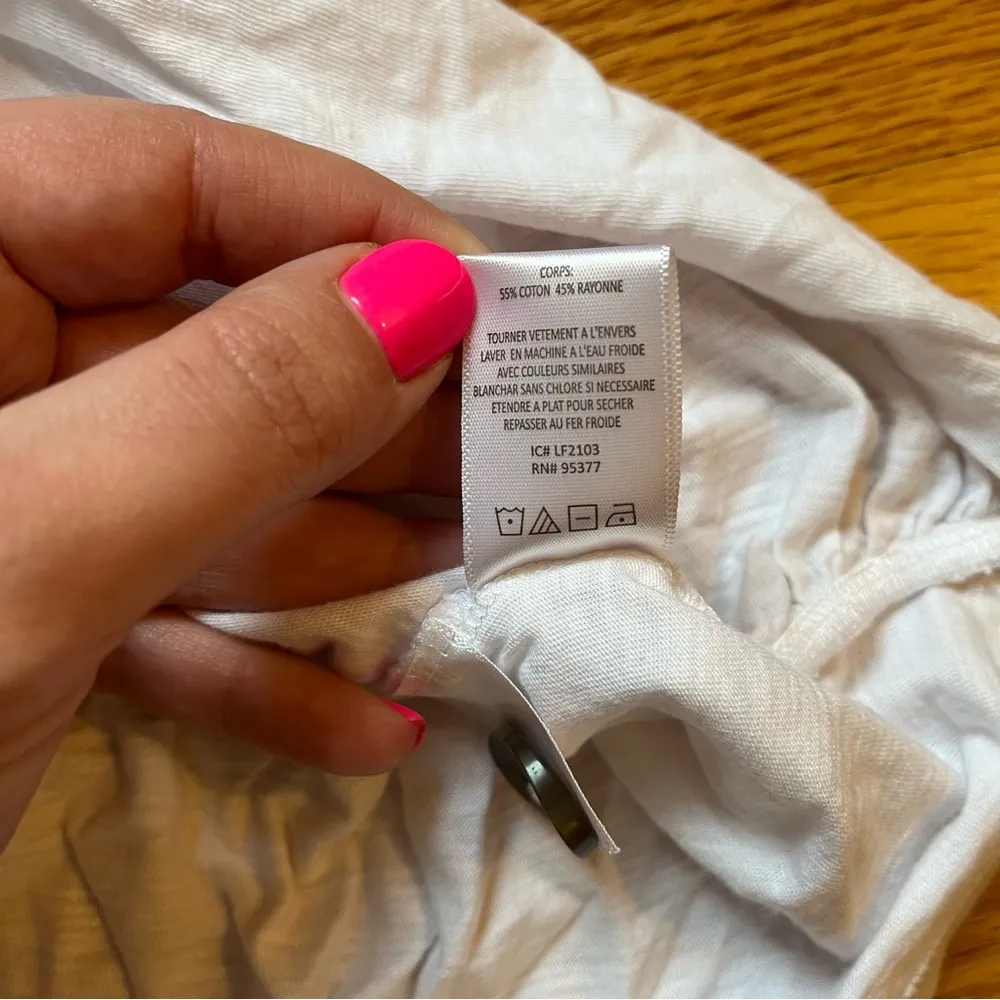 CORPS:
55% COTON 45% RAYONNE
TOURNER VETEMENT A L'ENVERS
LAVER EN MACHINE A L'EAU FROIDE
AVEC COULEURS SIMILAIRES
BLANCHAR SANS CHLORE SI NECESSAIRE
ETENDRE A PLAT POUR SECHER
REPASSER AU FER FROIDE
IC# LF2103
RN# 95377